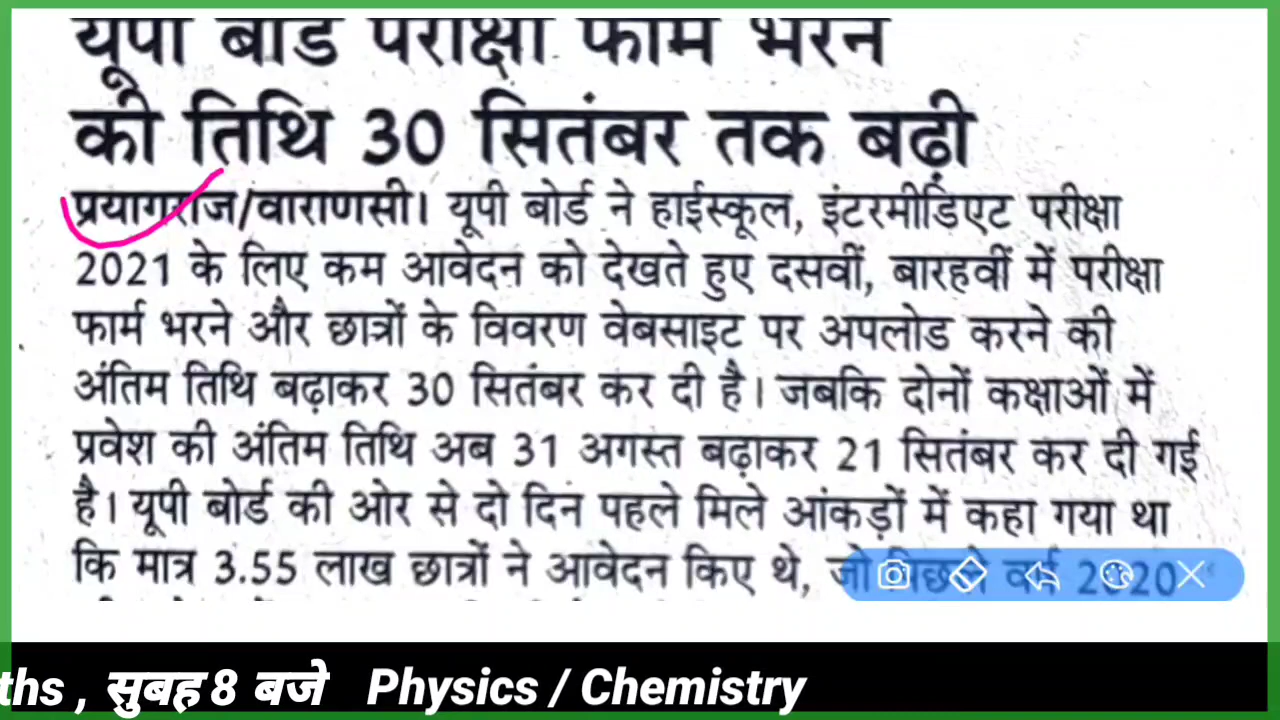 यूपी बोर्ड परीक्षा फार्म भरने
की तिथि 30 सितंबर तक बढ़ी
प्रयागराज/वाराणसी। यूपी बोर्ड ने हाईस्कूल, इंटरमीडिएट परीक्षा
2021 के लिए कम आवेदन को देखते हुए दसवीं, बारहवीं में परीक्षा
फार्म भरने और छात्रों के विवरण वेबसाइट पर अपलोड करने की
अंतिम तिथि बढ़ाकर 30 सितंबर कर दी है। जबकि दोनों कक्षाओं में
प्रवेश की अंतिम तिथि अब 31 अगस्त बढ़ाकर 21 सितंबर कर दी गई
है। यूपी बोर्ड की ओर से दो दिन पहले मिले आंकड़ों में कहा गया था
कि मात्र 3.55 लाख छात्रों ने आवेदन किए थे, जो पिछले वर्ष 2020
ths , सुबह 8 बजे Physics / Chemistry